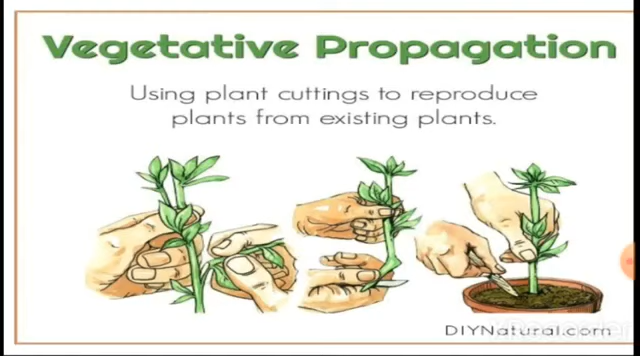 Vegetative Propagation
Using plant cuttings to reproduce
plants from existing plants.
DIYNatural.com